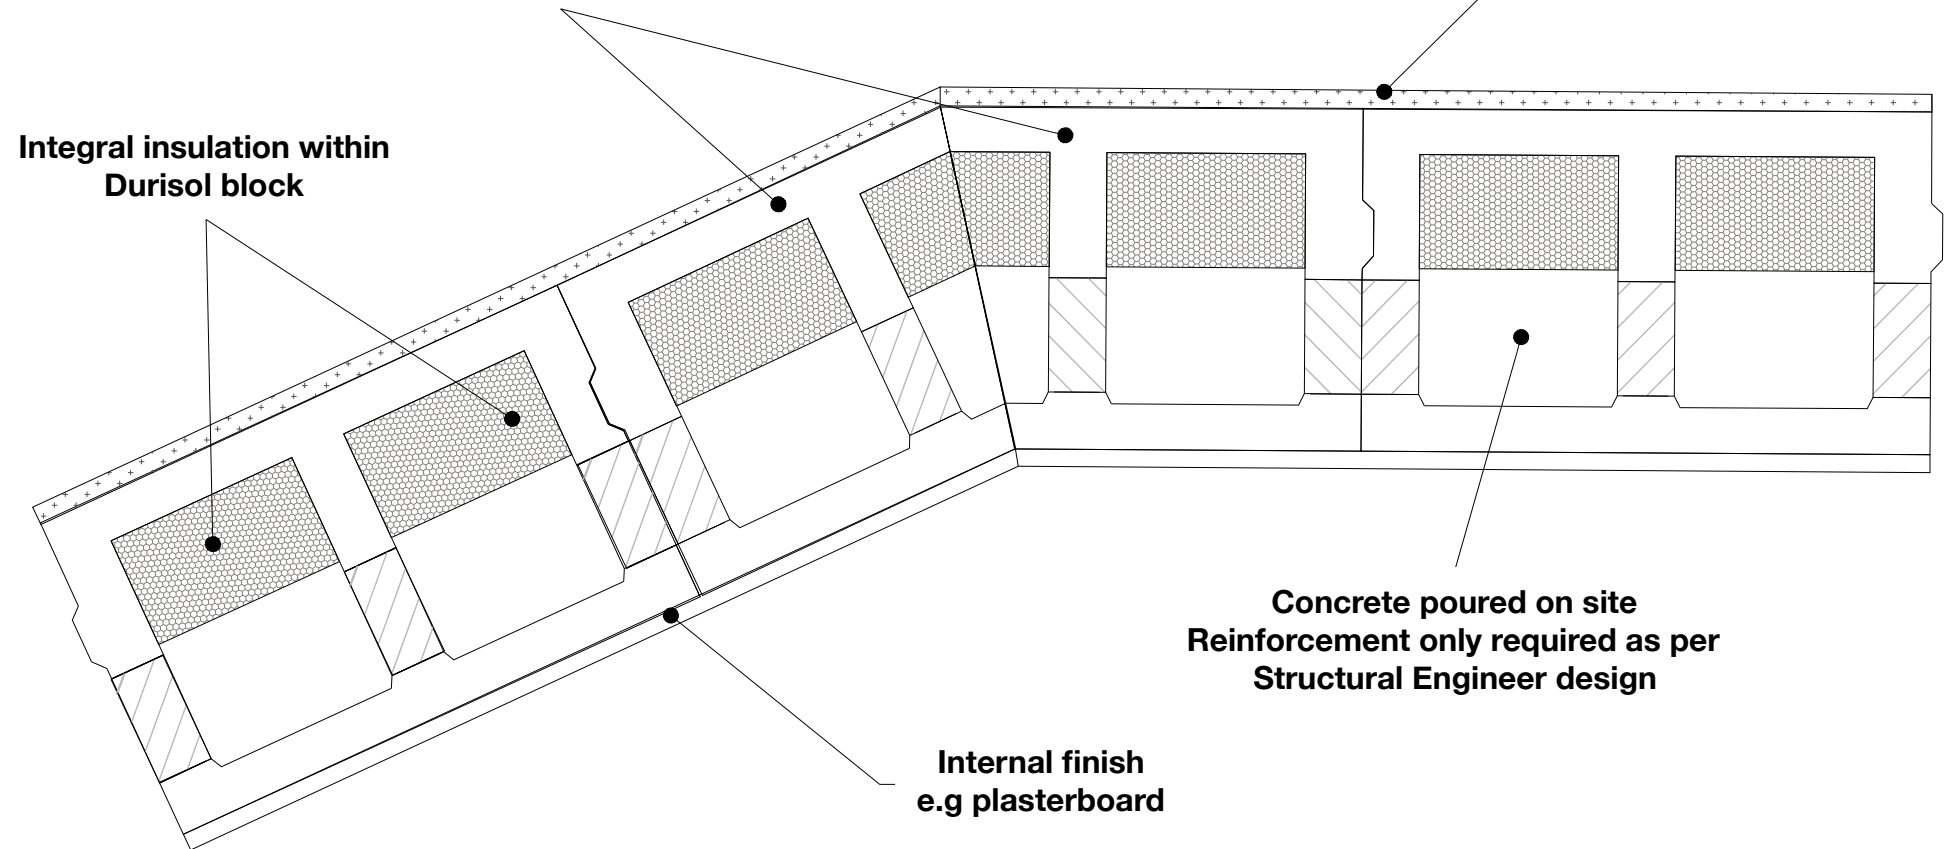 Integral insulation within
Durisol block
Concrete poured on site
Reinforcement only required as per
Structural Engineer design
Internal finish
e.g plasterboard